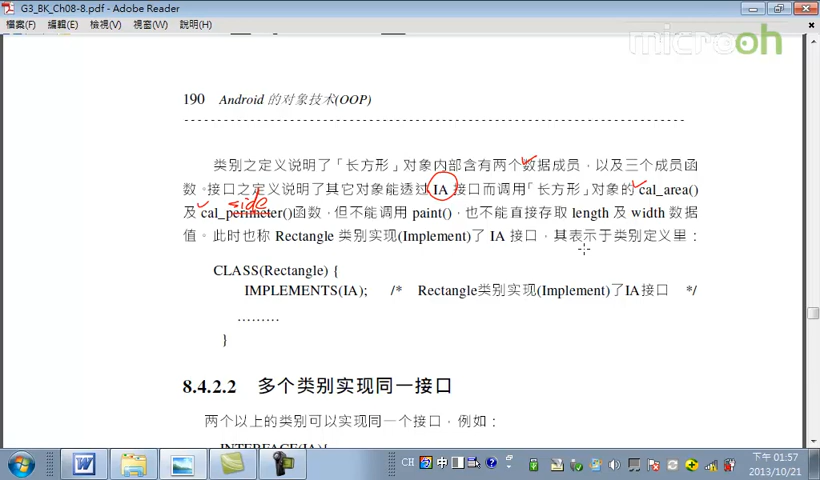 G3_BK_Ch08-8.pdf - Adobe Reader
檔案(F) 編輯(E) 檢視(V) 視窗(W) 說明(H)
microoh
190 Android 的对象技术(OOP)
类别之定义说明了「长方形」对象内部含有两个数据成员，以及三个成员函
数。接口之定义说明了其它对象能透过 IA 接口而调用「长方形」对象的 cal_area()
side
及 cal_perimeter()函数，但不能调用 paint()，也不能直接存取 length 及 width 数据
值。此时也称 Rectangle 类别实现(Implement)了 IA 接口，其表示于类别定义里：
CLASS(Rectangle) {
IMPLEMENTS(IA); /* Rectangle类别实现(Implement)了IA接口 */
………
}
8.4.2.2 多个类别实现同一接口
两个以上的类别可以实现同一个接口，例如：
INTERFACE(IA){
CH 中
下午 01:57
2013/10/21